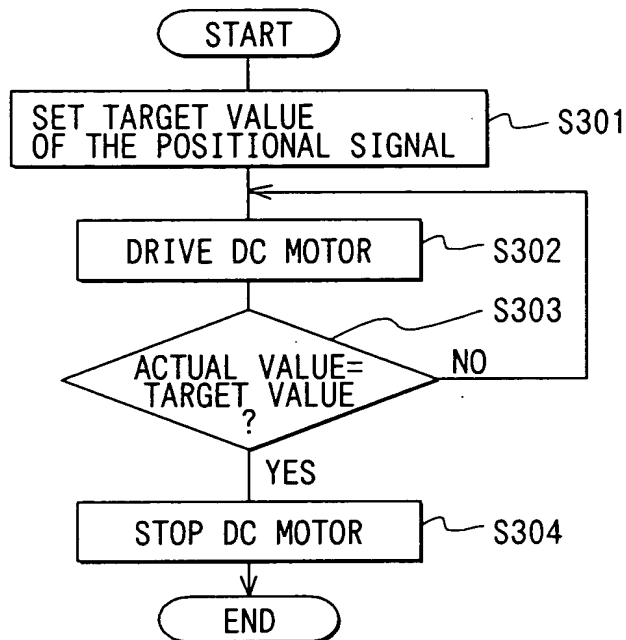 START
SET TARGET VALUE
OF THE POSITIONAL SIGNAL
S301
DRIVE DC MOTOR
S302
S303
ACTUAL VALUE=
TARGET VALUE
?
NO
YES
STOP DC MOTOR
S304
END